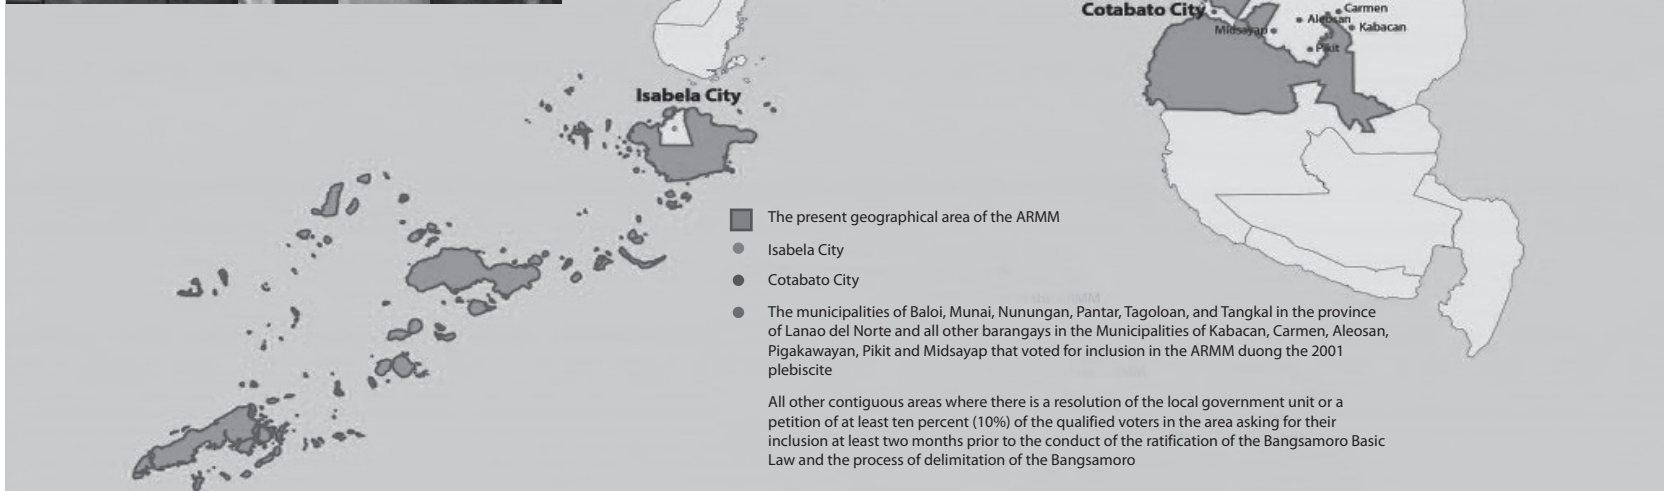 Cotabato City
Carmen
Aleosan
Kabacan
Midsayap
Pikit
Isabela City
The present geographical area of the ARMM
Isabela City
Cotabato City
The municipalities of Baloi, Munai, Nunungan, Pantar, Tagoloan, and Tangkal in the province
of Lanao del Norte and all other barangays in the Municipalities of Kabacan, Carmen, Aleosan,
Pigakawayan, Pikit and Midsayap that voted for inclusion in the ARMM duong the 2001
plebiscite
All other contiguous areas where there is a resolution of the local government unit or a
petition of at least ten percent (10%) of the qualified voters in the area asking for their
inclusion at least two months prior to the conduct of the ratification of the Bangsamoro Basic
Law and the process of delimitation of the Bangsamoro